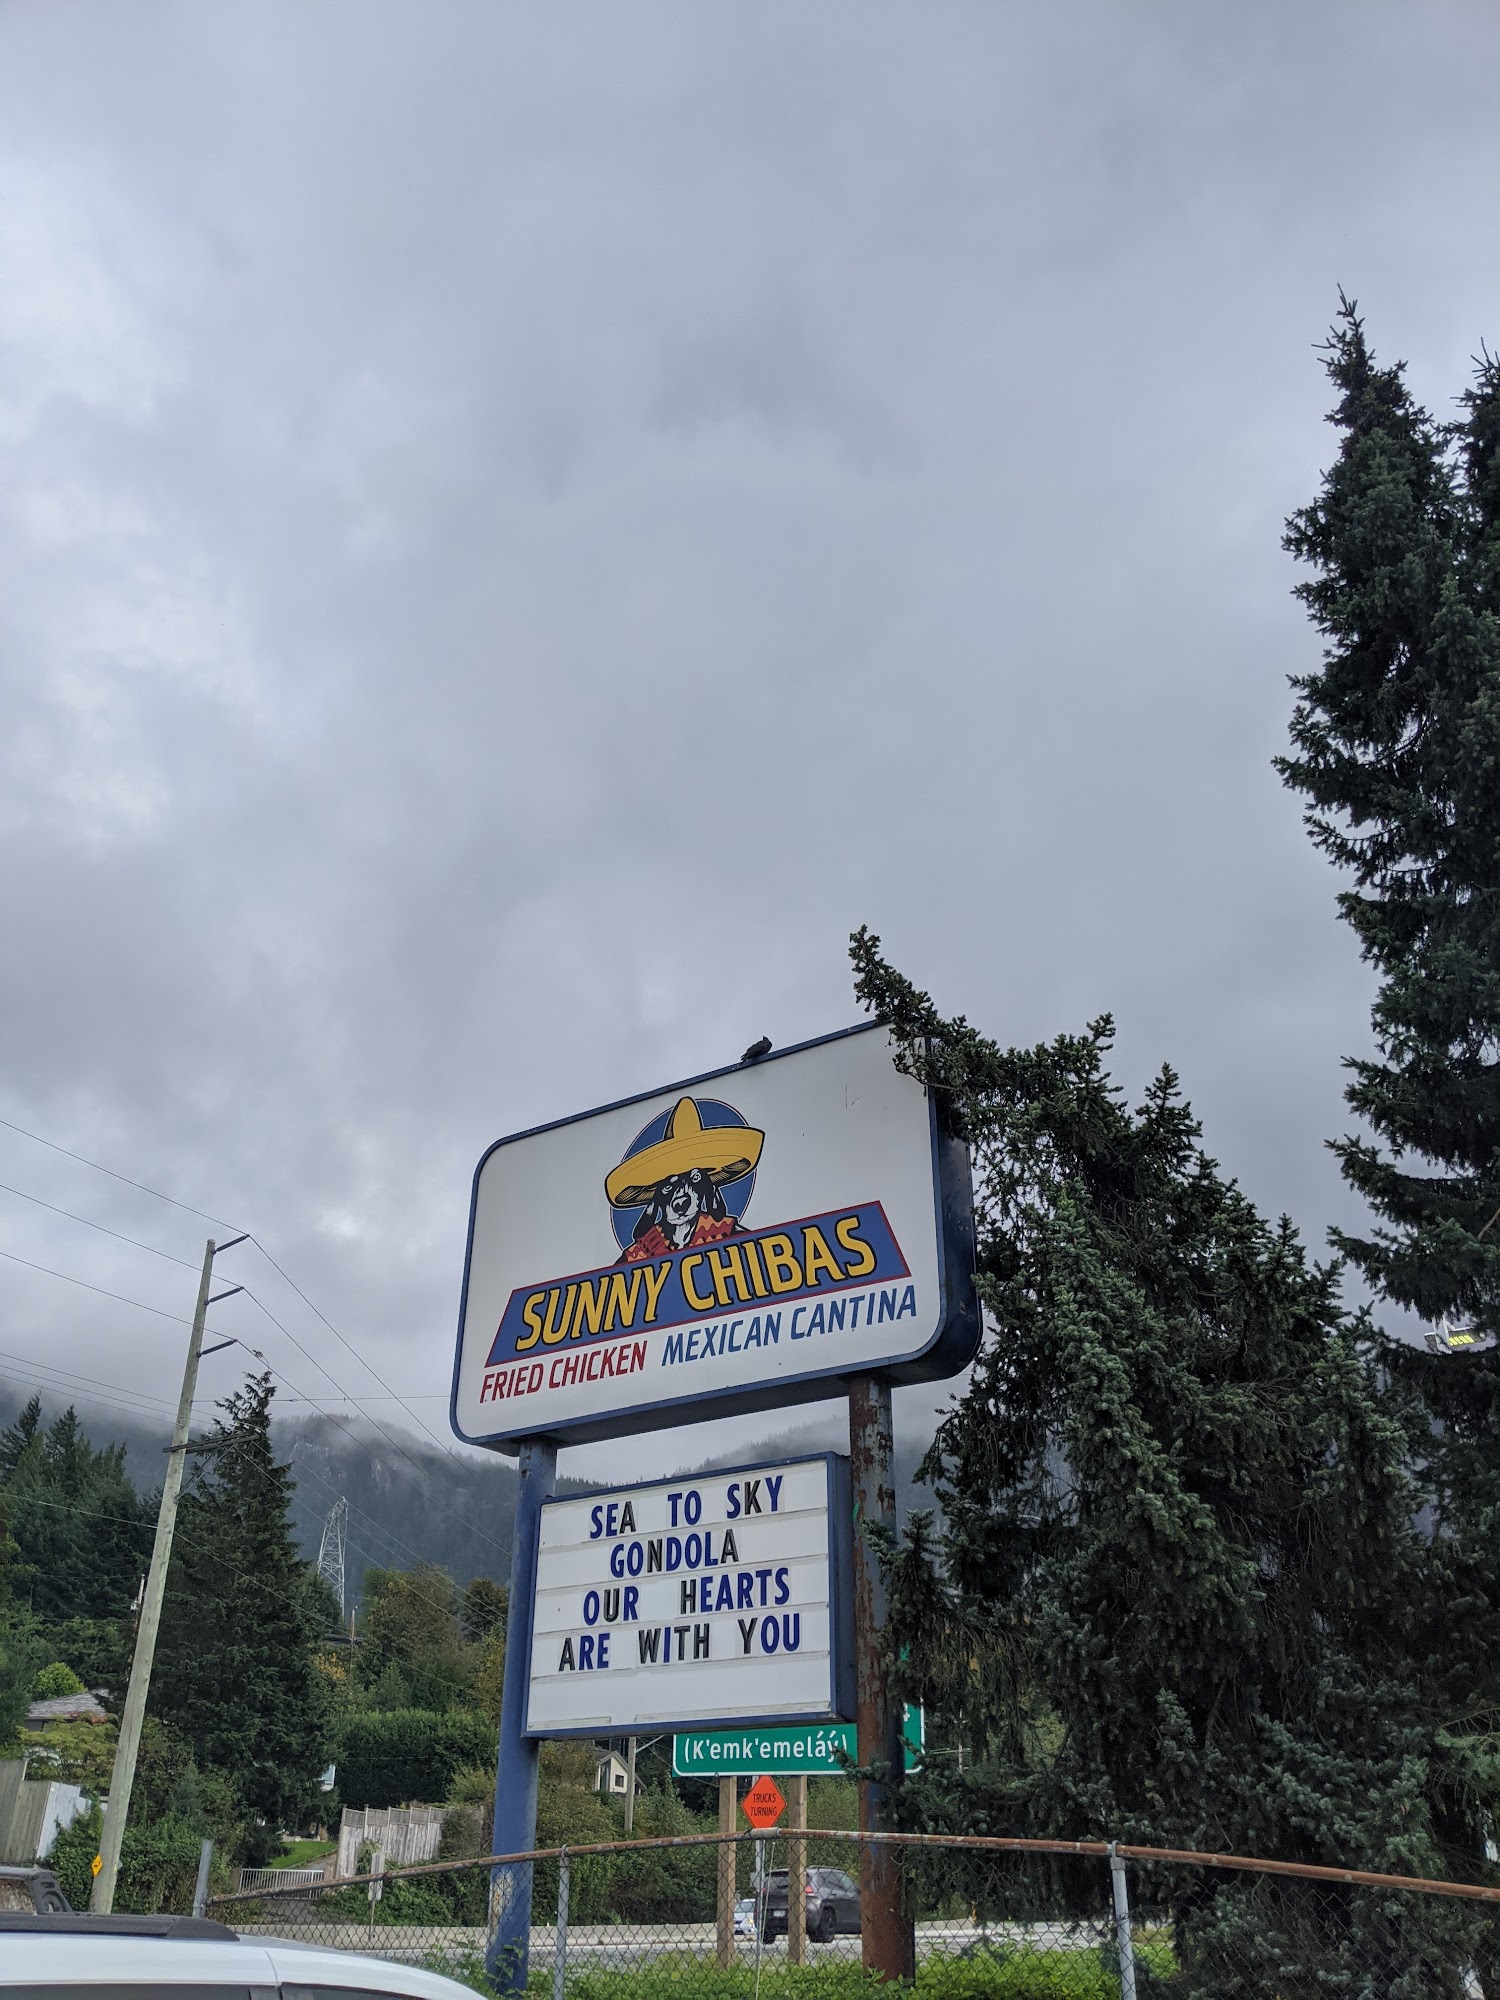 SUNNY CHIBAS
FRIED CHICKEN MEXICAN CANTINA
SEA TO SKY
GONDOLA
OUR HEARTS
ARE WITH YOU
(K'emk'emeláy̓)
TRUCKS
TURNING